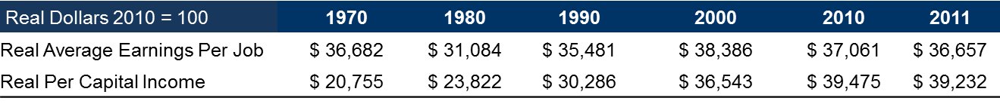 Real Dollars 2010 = 100 1970 1980 1990 2000 2010 2011
Real Average Earnings Per Job $ 36,682 $ 31,084 $ 35,481 $ 38,386 $ 37,061 $ 36,657
Real Per Capital Income $ 20,755 $ 23,822 $ 30,286 $ 36,543 $ 39,475 $ 39,232